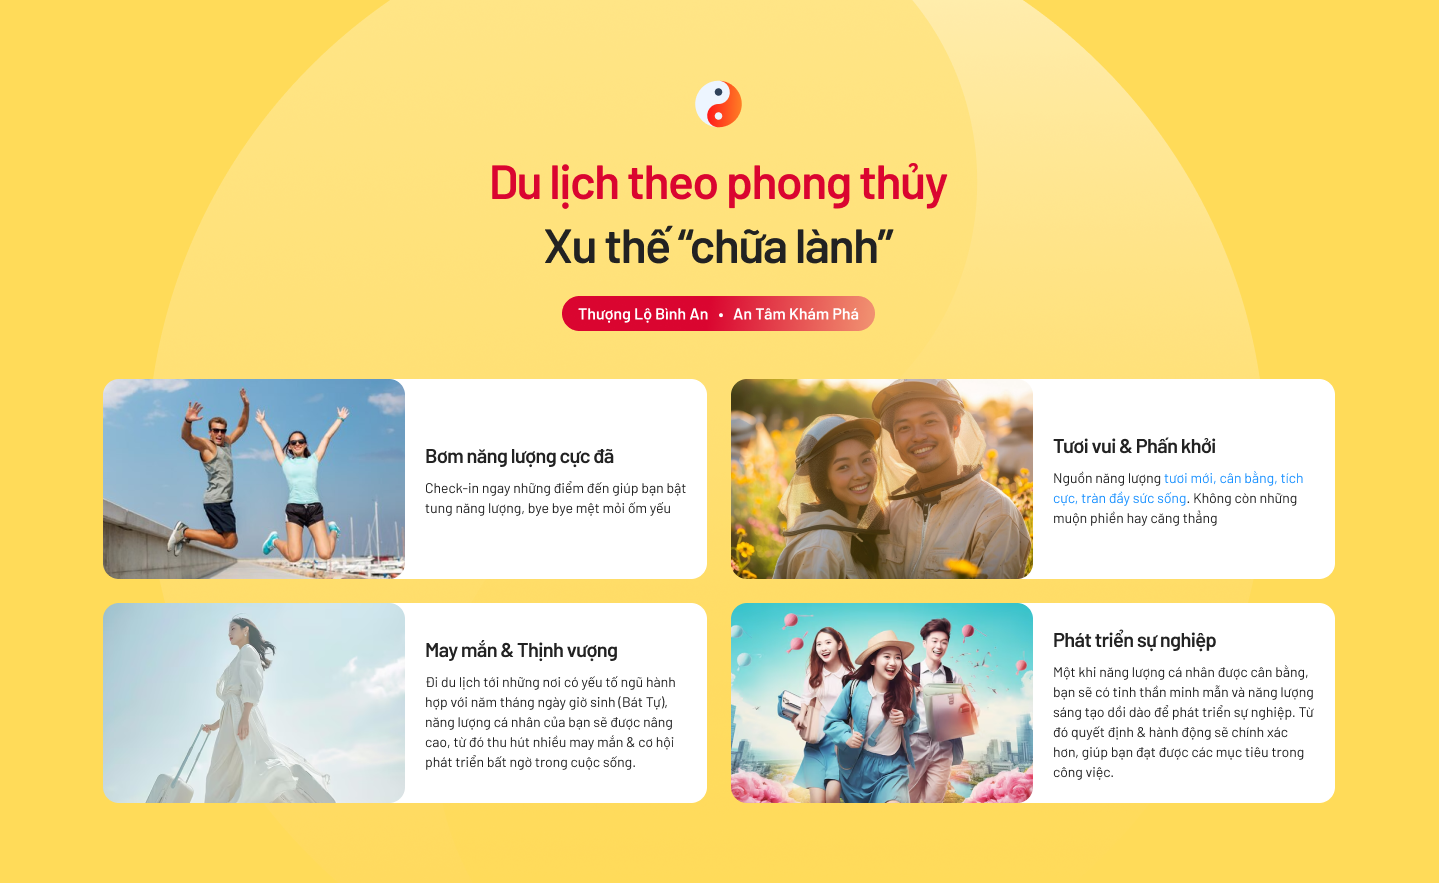 Du lịch theo phong thủy
Xu thế “chữa lành”
Thượng Lộ Bình An • An Tâm Khám Phá
Bơm năng lượng cực đã
Check-in ngay những điểm đến giúp bạn bật
tung năng lượng, bye bye mệt mỏi ốm yếu
Tươi vui & Phấn khởi
Nguồn năng lượng tươi mới, cân bằng, tích
cực, tràn đầy sức sống. Không còn những
muộn phiền hay căng thẳng
May mắn & Thịnh vượng
Đi du lịch tới những nơi có yếu tố ngũ hành
hợp với năm tháng ngày giờ sinh (Bát Tự),
năng lượng cá nhân của bạn sẽ được nâng
cao, từ đó thu hút nhiều may mắn & cơ hội
phát triển bất ngờ trong cuộc sống.
Phát triển sự nghiệp
Một khi năng lượng cá nhân được cân bằng,
bạn sẽ có tinh thần minh mẫn và năng lượng
sáng tạo dồi dào để phát triển sự nghiệp. Từ
đó quyết định & hành động sẽ chính xác
hơn, giúp bạn đạt được các mục tiêu trong
công việc.